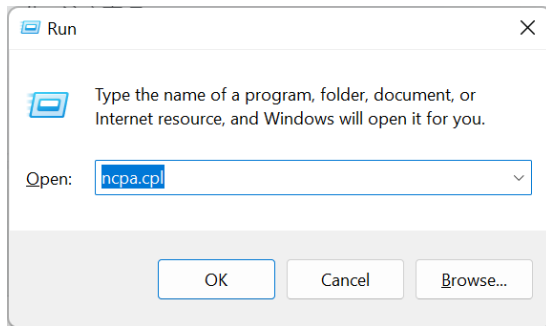 Run
Type the name of a program, folder, document, or
Internet resource, and Windows will open it for you.
Open:
ncpa.cpl
OK
Cancel
Browse...